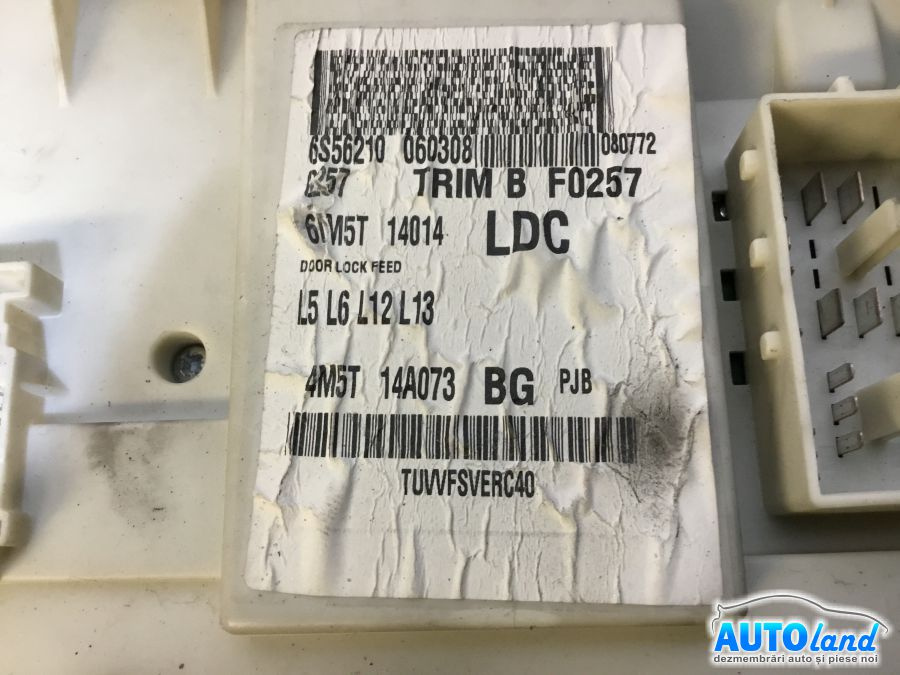 6S56210 060308 080772
TRIM B F0257
6M5T 14014 LDC
DOOR LOCK FEED
L5 L6 L12 L13
4M5T 14A073 BG PJB
TUVVFSVERC40
AUTOland
dezmembrări auto și piese noi